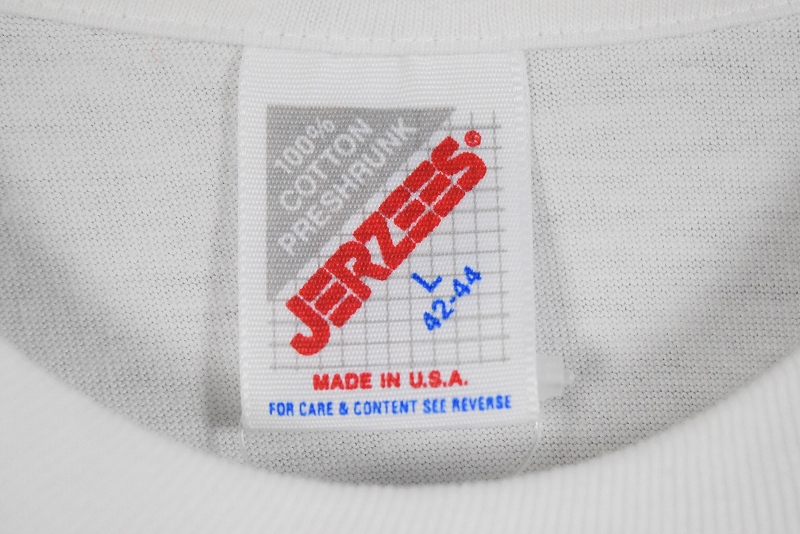 100%
COTTON
PRESHRUNK
JERZEES®
L
42-44
MADE IN U.S.A.
FOR CARE & CONTENT SEE REVERSE